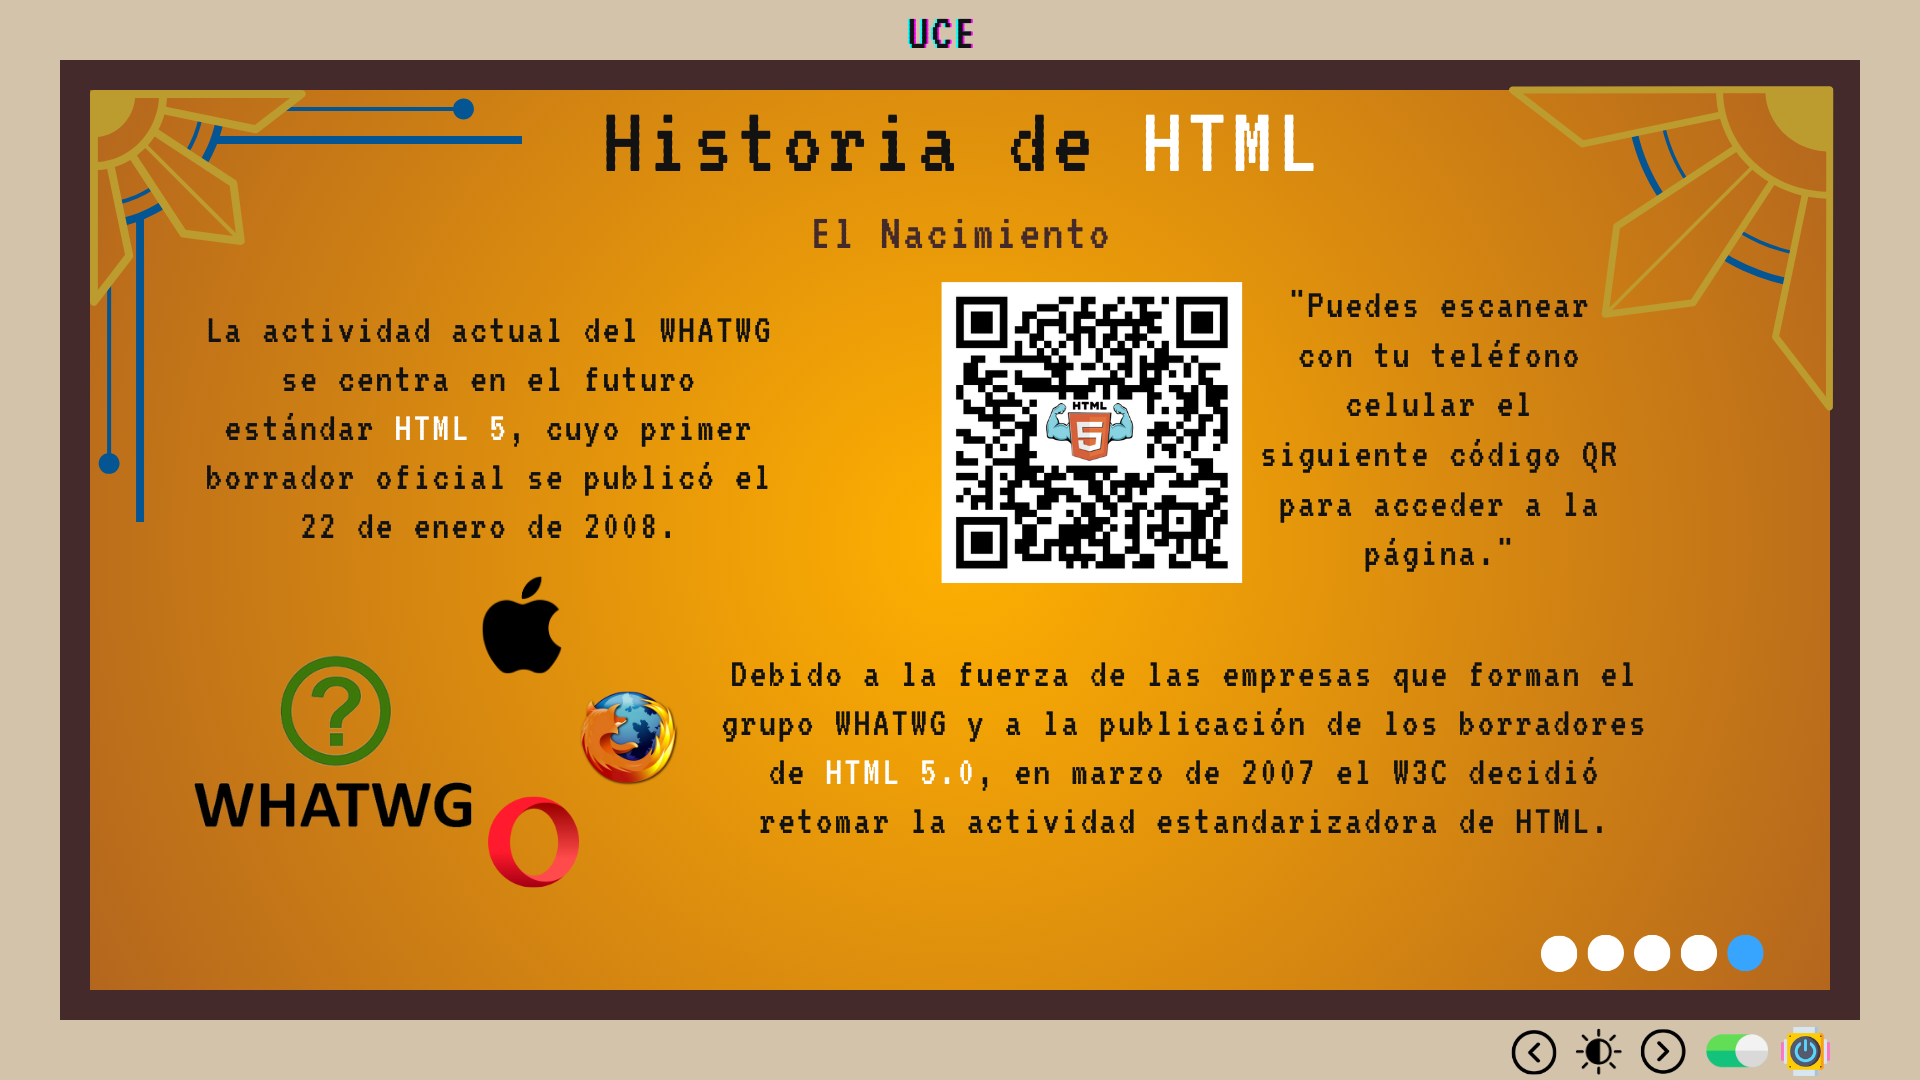 UCE
Historia de HTML
El Nacimiento
La actividad actual del WHATWG
se centra en el futuro
estándar HTML 5, cuyo primer
borrador oficial se publicó el
22 de enero de 2008.
HTML
5
"Puedes escanear
con tu teléfono
celular el
siguiente código QR
para acceder a la
página."
?
WHATWG
Debido a la fuerza de las empresas que forman el
grupo WHATWG y a la publicación de los borradores
de HTML 5.0, en marzo de 2007 el W3C decidió
retomar la actividad estandarizadora de HTML.